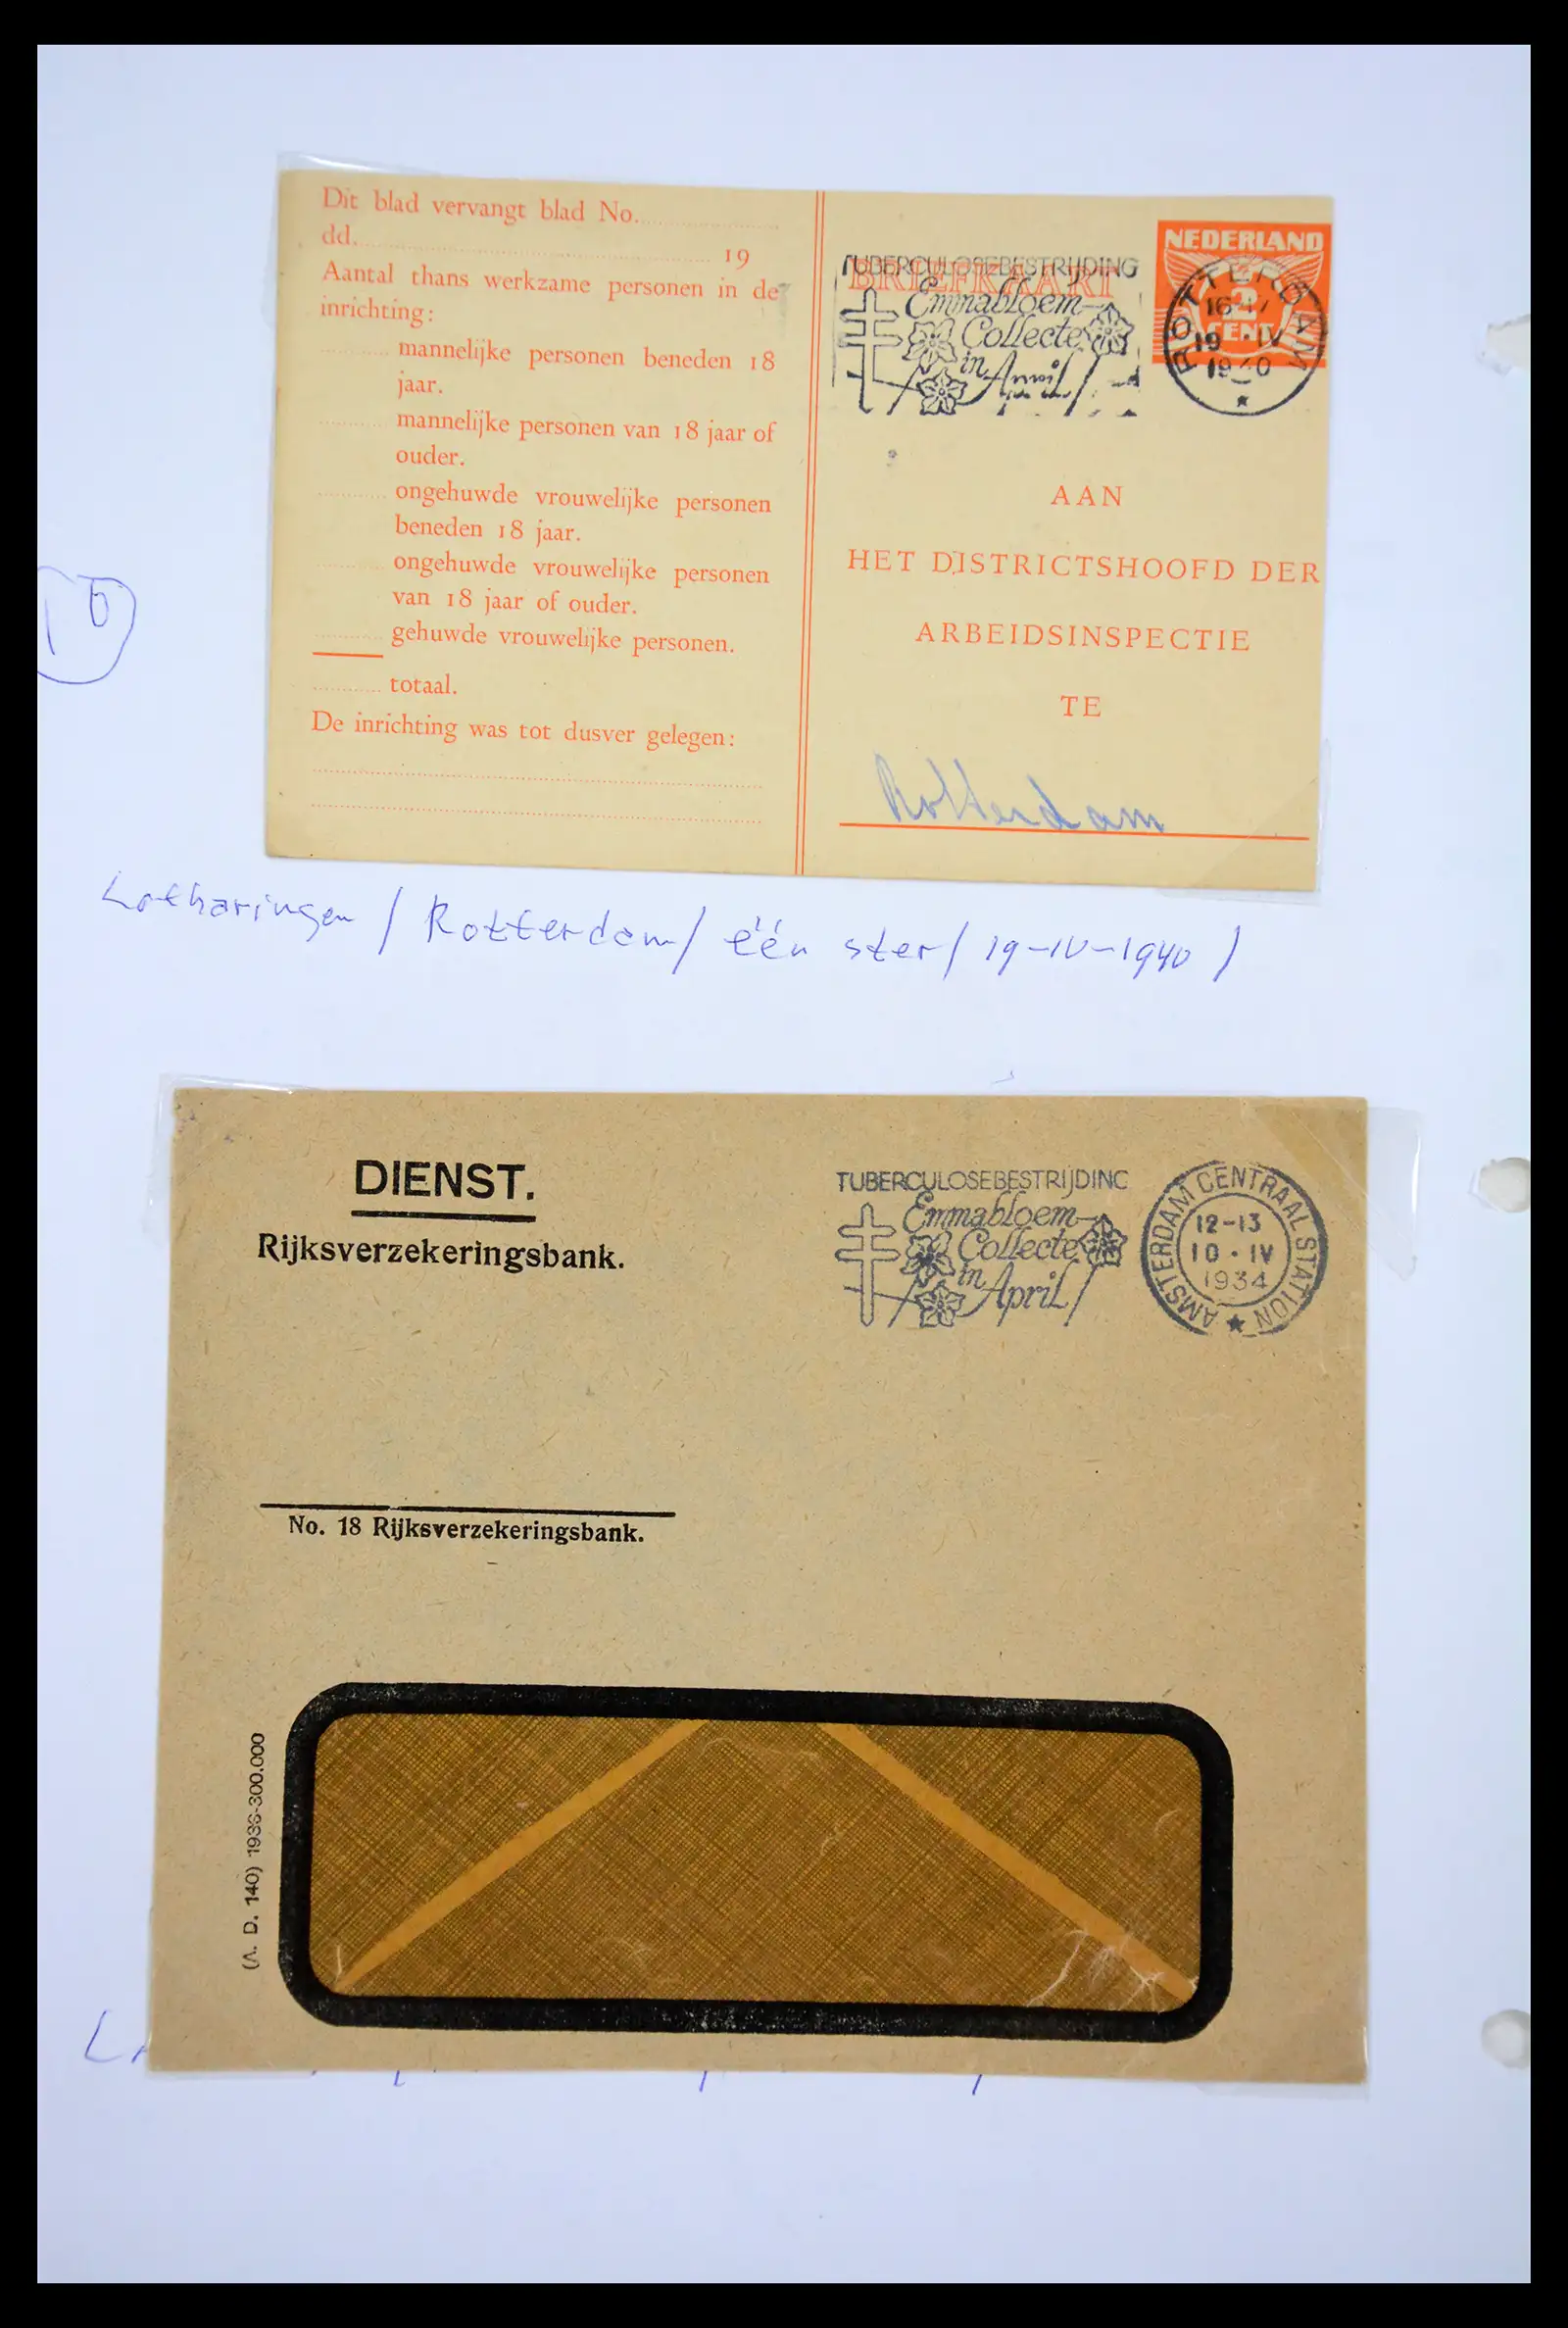 Dit blad vervangt blad No.
dd. 19
Aantal thans werkzame personen in de
inrichting:
mannelijke personen beneden 18
jaar.
mannelijke personen van 18 jaar of
ouder.
ongehuwde vrouwelijke personen
beneden 18 jaar.
ongehuwde vrouwelijke personen
van 18 jaar of ouder.
gehuwde vrouwelijke personen.
totaal.
De inrichting was tot dusver gelegen:
TUBERCULOSEBESTRIJDING
BRIEFKAART
Emmabloem
Collecte
in April
NEDERLAND
2
CENT
ROTTERDAM
19 IV
1940
AAN
HET DISTRICTSHOOFD DER
ARBEIDSINSPECTIE
TE
Rotterdam
Lotharingen / Rotterdam / één ster / 19-IV-1940 /
DIENST.
Rijksverzekeringsbank.
TUBERCULOSEBESTRIJDING
Emmabloem
Collecte
in April
AMSTERDAM CENTRAAL STATION
12-13
10 · IV
1934
No. 18 Rijksverzekeringsbank.
(A. D. 140) 1933-300.000